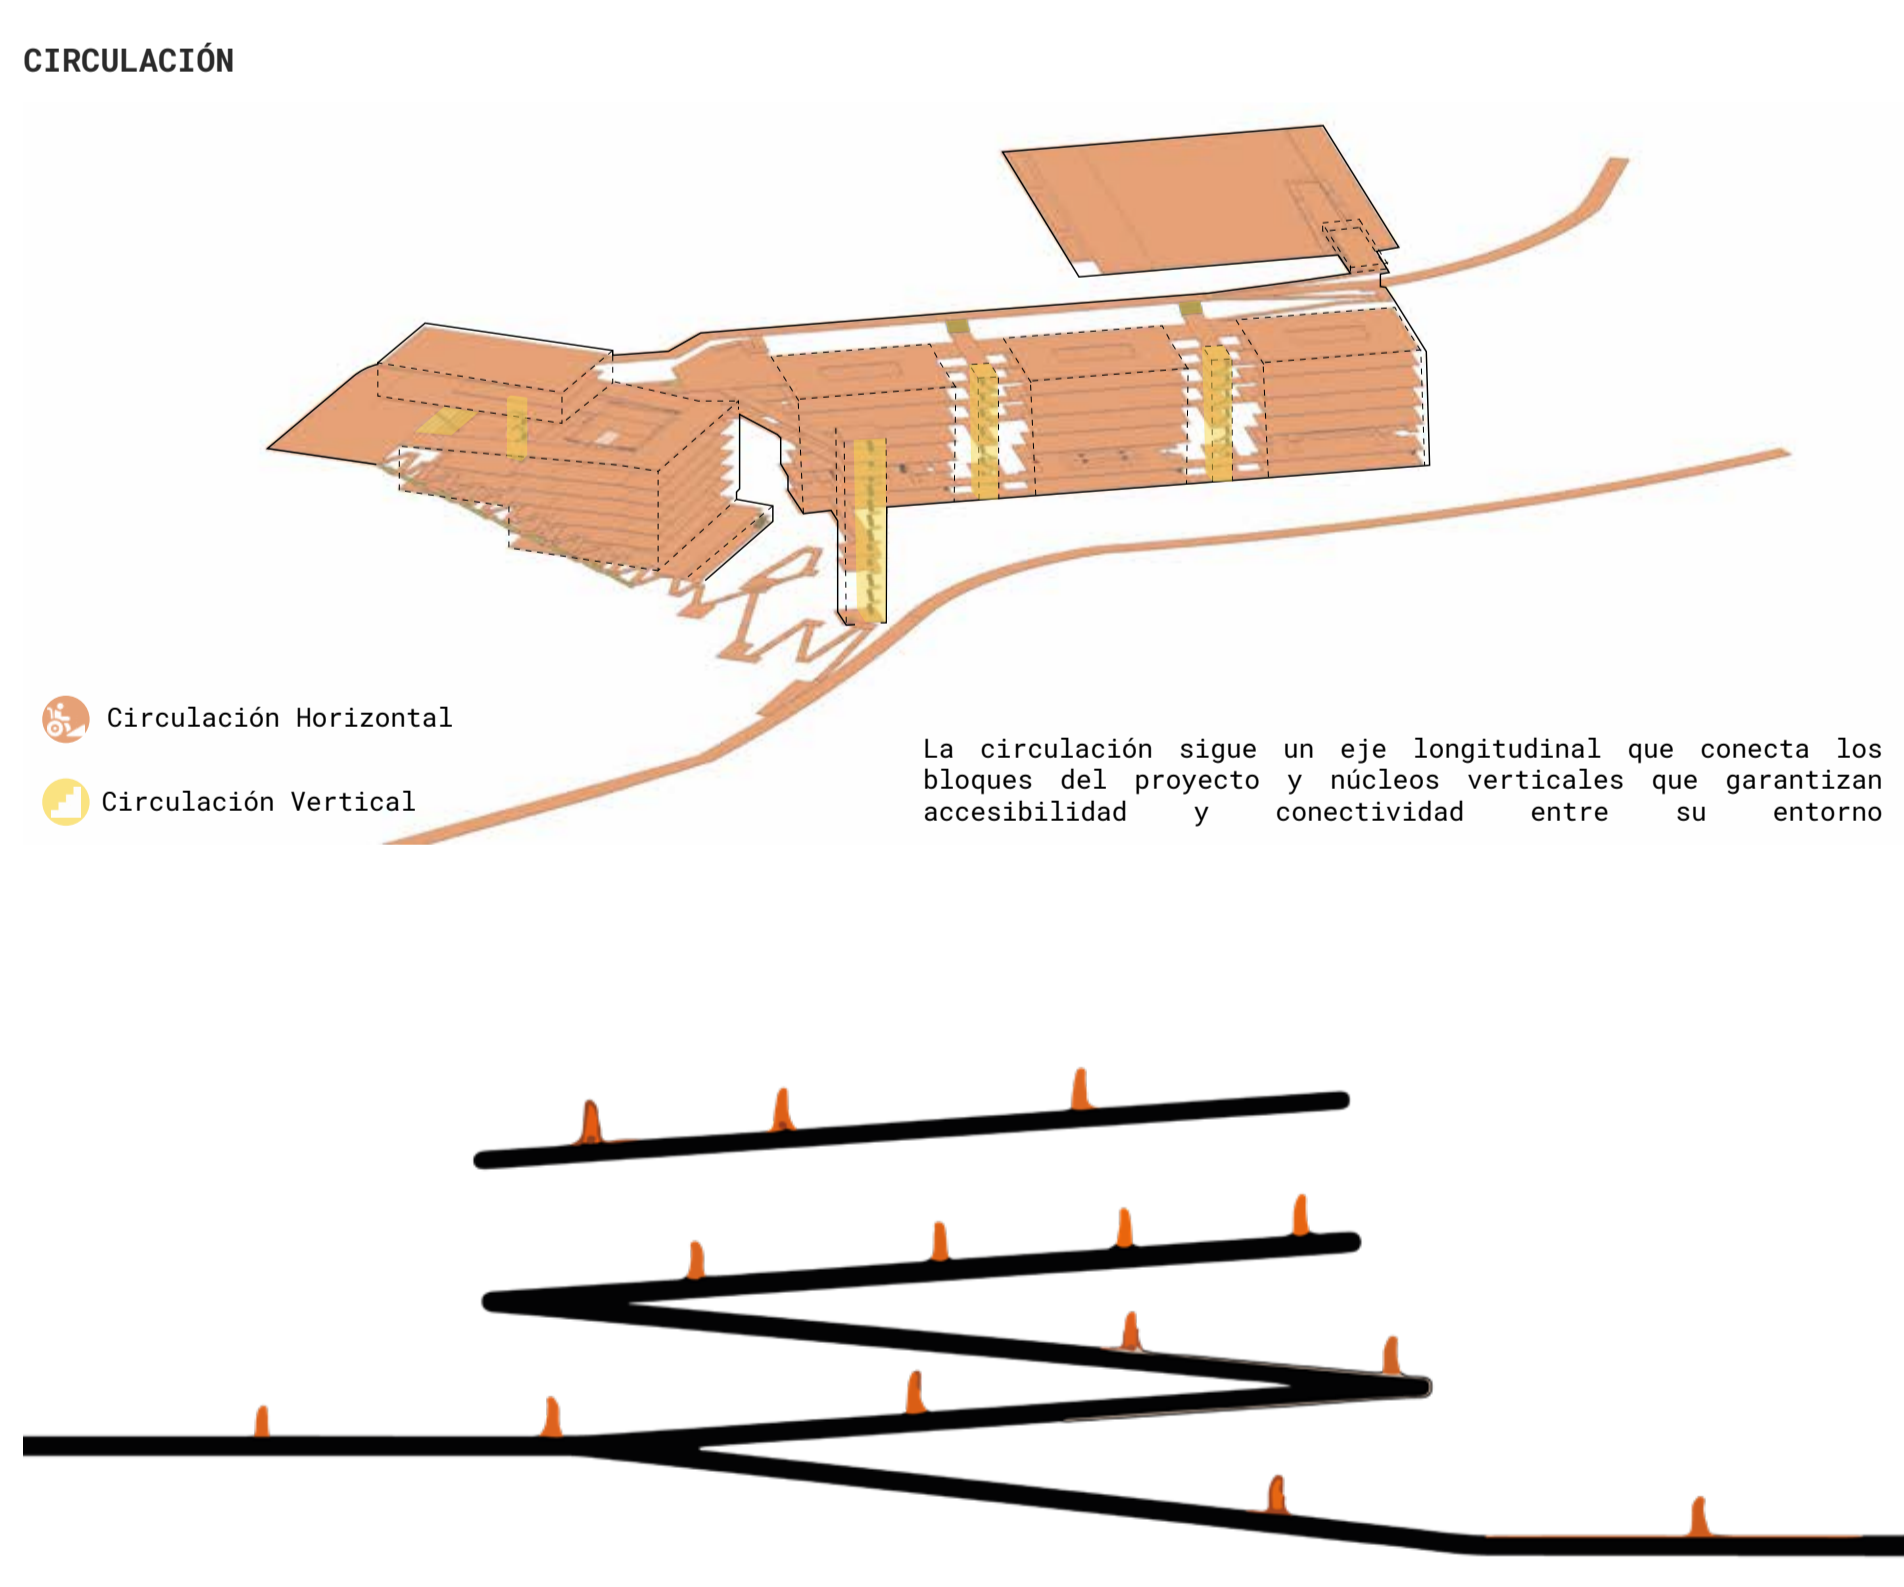 CIRCULACIÓN
Circulación Horizontal
Circulación Vertical
La circulación sigue un eje longitudinal que conecta los
bloques del proyecto y núcleos verticales que garantizan
accesibilidad y conectividad entre su entorno